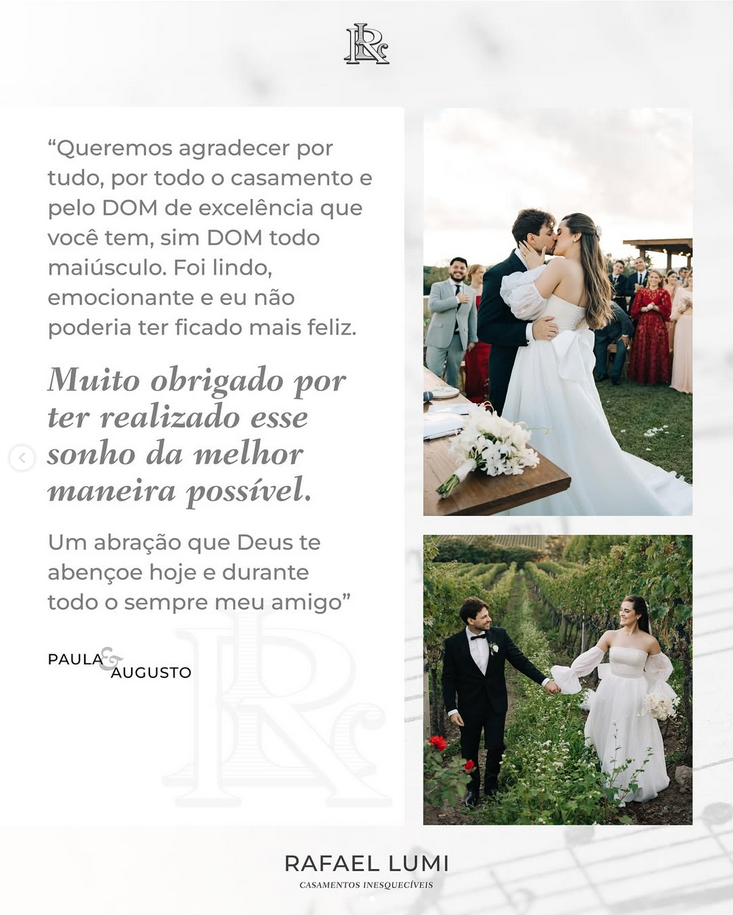 “Queremos agradecer por
tudo, por todo o casamento e
pelo DOM de excelência que
você tem, sim DOM todo
maiúsculo. Foi lindo,
emocionante e eu não
poderia ter ficado mais feliz.
Muito obrigado por
ter realizado esse
sonho da melhor
maneira possível.
Um abração que Deus te
abençoe hoje e durante
todo o sempre meu amigo”
PAULA &
AUGUSTO
RAFAEL LUMI
CASAMENTOS INESQUECÍVEIS